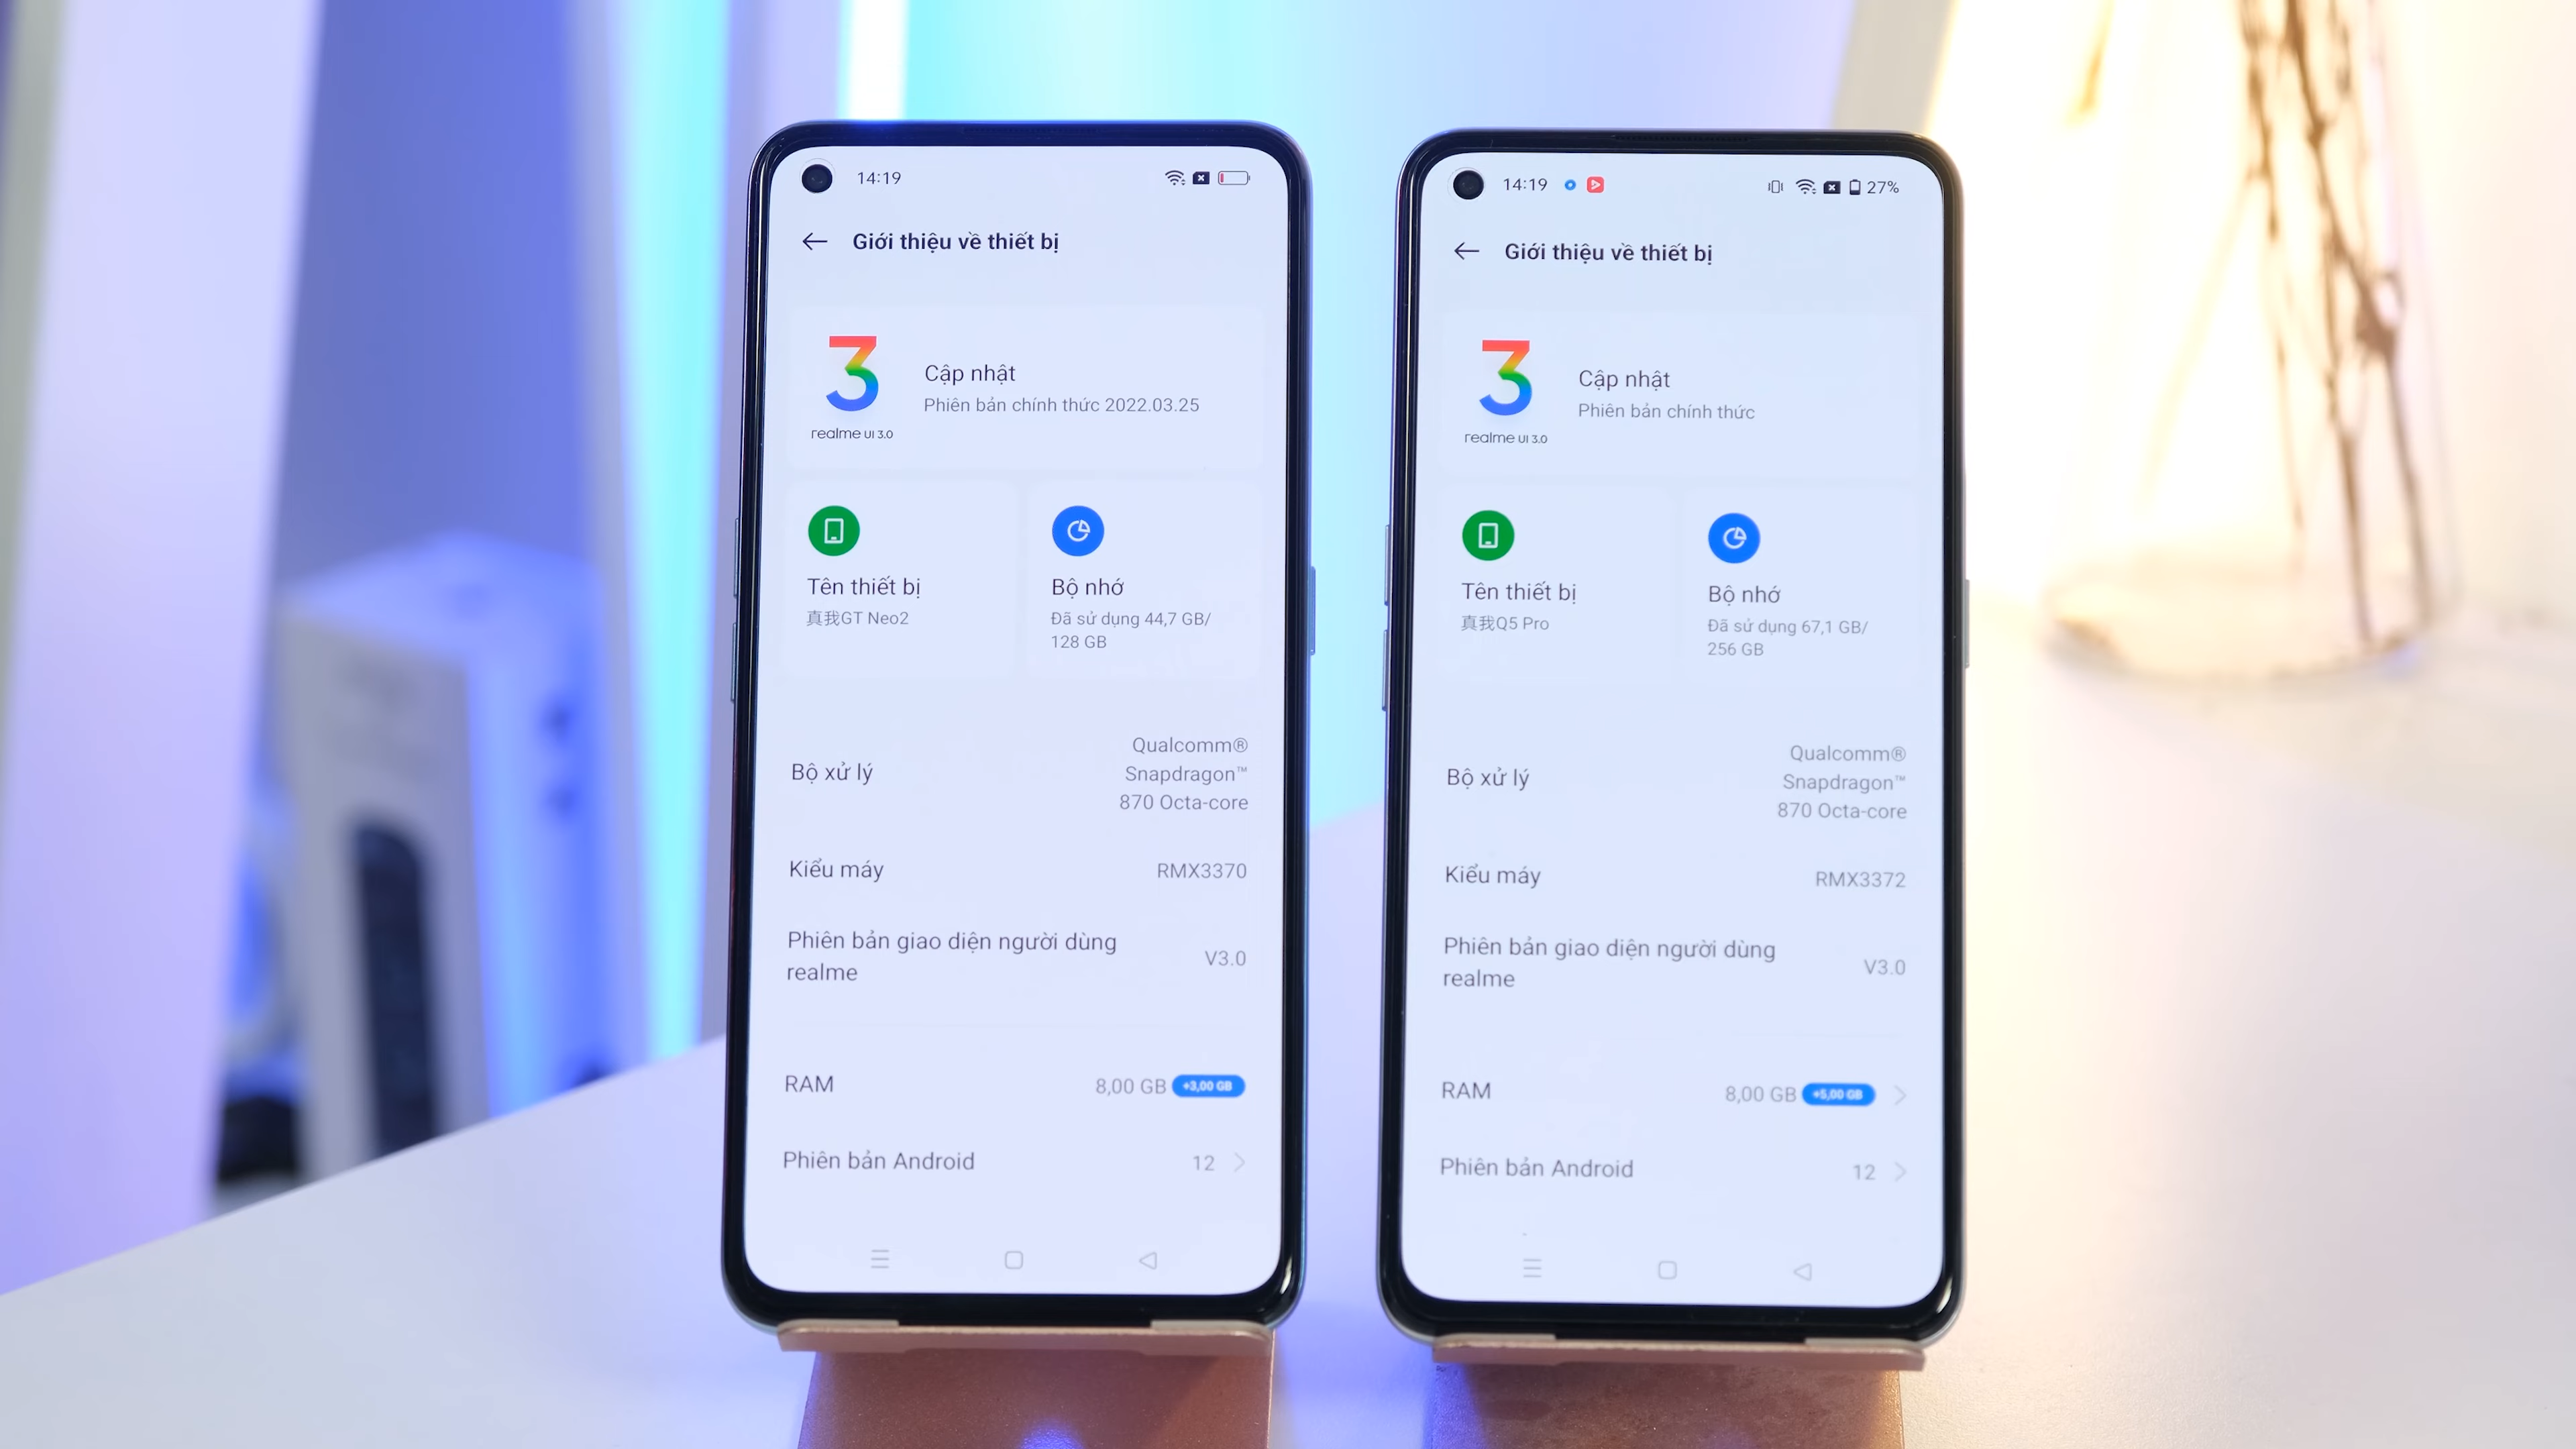 14:19
Giới thiệu về thiết bị
3
realme UI 3.0
Cập nhật
Phiên bản chính thức 2022.03.25
Tên thiết bị
真我GT Neo2
Bộ nhớ
Đã sử dụng 44,7 GB/
128 GB
Bộ xử lý
Qualcomm®
Snapdragon™
870 Octa-core
Kiểu máy
RMX3370
Phiên bản giao diện người dùng
realme
V3.0
RAM
8,00 GB +3,00 GB
Phiên bản Android
12
14:19
27%
Giới thiệu về thiết bị
3
realme UI 3.0
Cập nhật
Phiên bản chính thức
Tên thiết bị
真我Q5 Pro
Bộ nhớ
Đã sử dụng 67,1 GB/
256 GB
Bộ xử lý
Qualcomm®
Snapdragon™
870 Octa-core
Kiểu máy
RMX3372
Phiên bản giao diện người dùng
realme
V3.0
RAM
8,00 GB +5,00 GB
Phiên bản Android
12